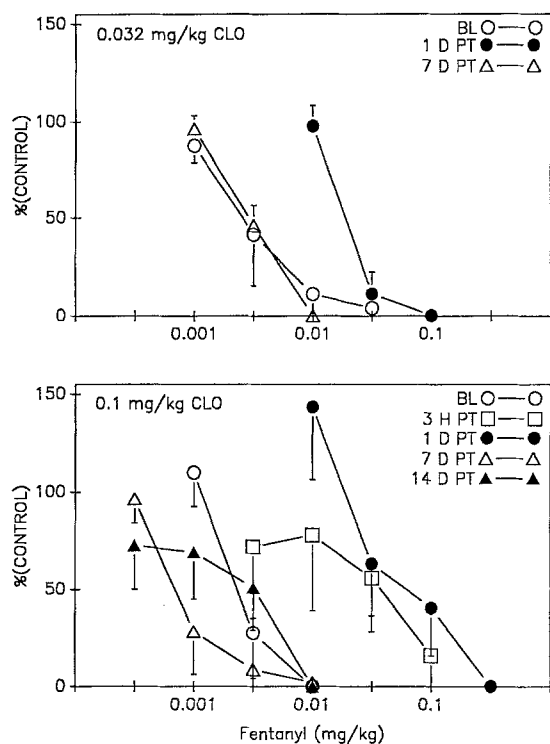 0.032 mg/kg CLO
BL
1 D PT
7 D PT
150
100
50
0
%(CONTROL)
0.001
0.01
0.1
0.1 mg/kg CLO
BL
3 H PT
1 D PT
7 D PT
14 D PT
150
100
50
0
%(CONTROL)
0.001
0.01
0.1
Fentanyl (mg/kg)